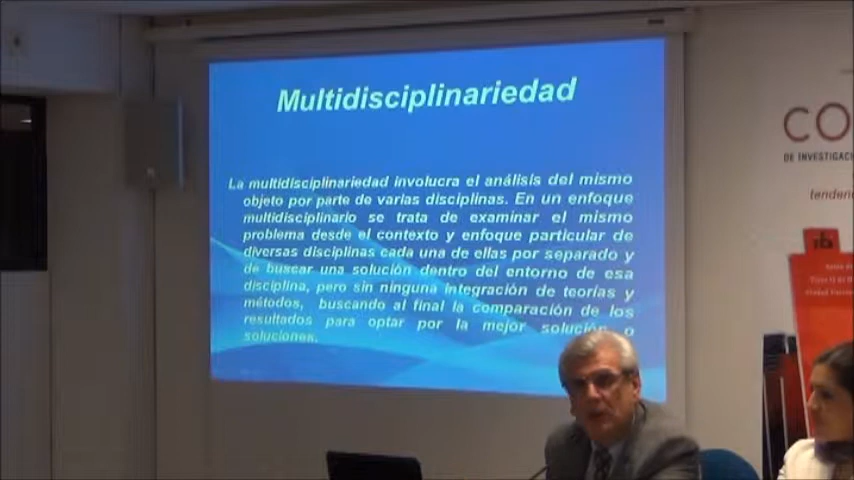 Multidisciplinariedad
La multidisciplinariedad involucra el análisis del mismo
objeto por parte de varias disciplinas. En un enfoque
multidisciplinario se trata de examinar el mismo
problema desde el contexto y enfoque particular de
diversas disciplinas cada una de ellas por separado y
de buscar una solución dentro del entorno de esa
disciplina, pero sin ninguna integración de teorías y
métodos, buscando al final la comparación de los
resultados para optar por la mejor solución o
soluciones.
CO
DE INVESTIGACI
tendenc